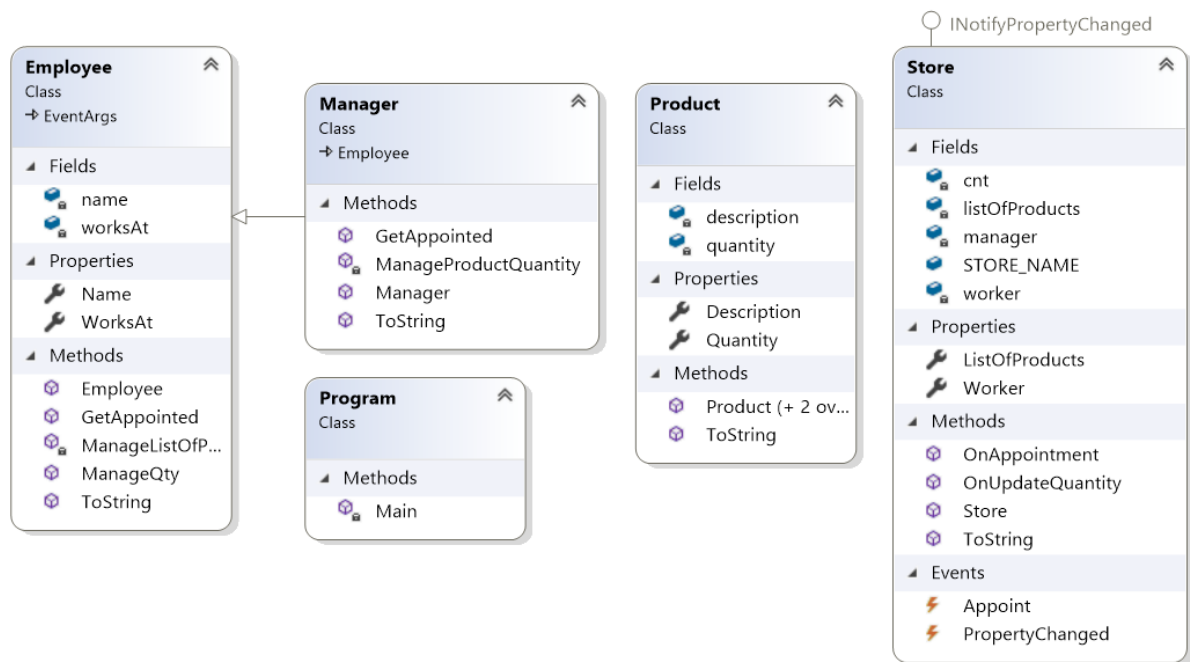 Employee
Class
EventArgs
Fields
name
worksAt
Properties
Name
WorksAt
Methods
Employee
GetAppointed
ManageListOfP...
ManageQty
ToString
Manager
Class
Employee
Methods
GetAppointed
ManageProductQuantity
Manager
ToString
Program
Class
Methods
Main
Product
Class
Fields
description
quantity
Properties
Description
Quantity
Methods
Product (+ 2 ov...
ToString
INotifyPropertyChanged
Store
Class
Fields
cnt
listOfProducts
manager
STORE_NAME
worker
Properties
ListOfProducts
Worker
Methods
OnAppointment
OnUpdateQuantity
Store
ToString
Events
Appoint
PropertyChanged